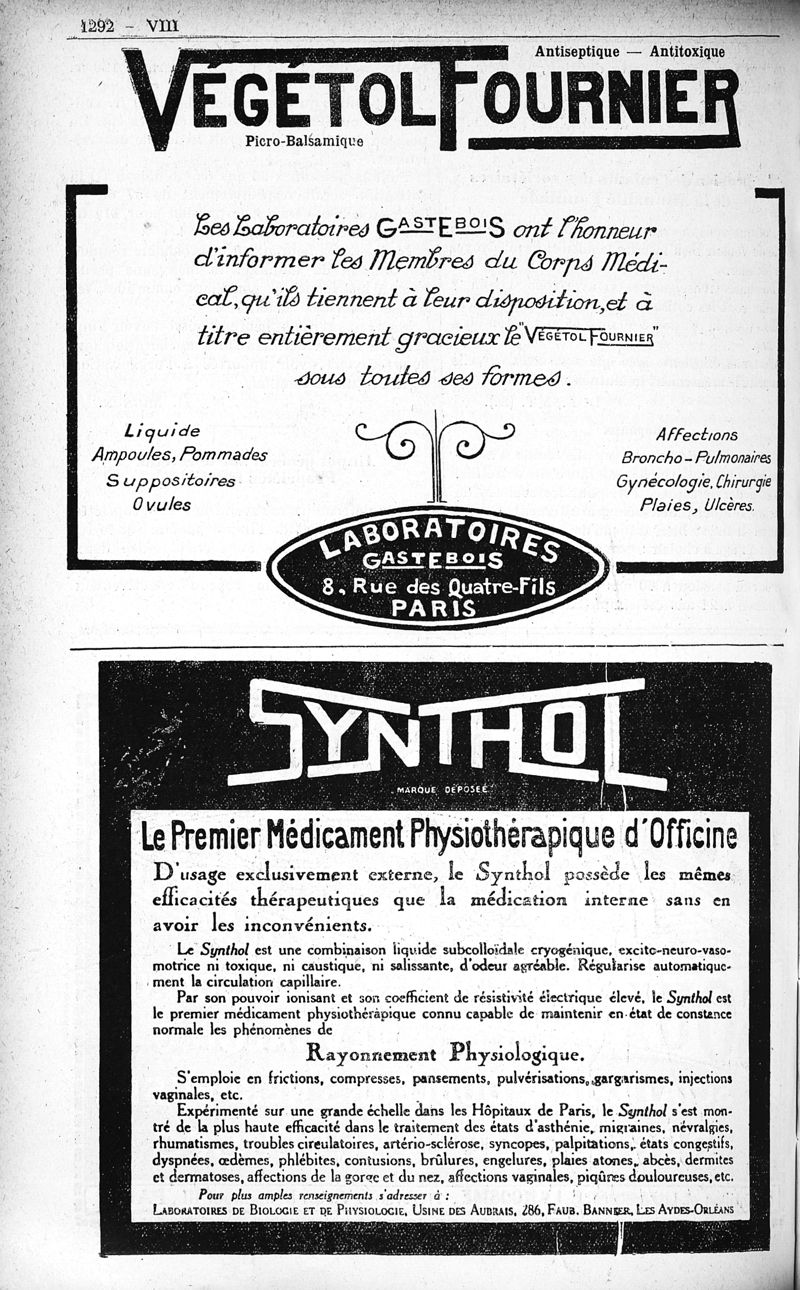 1292 - VIII
Antiseptique — Antitoxique
VÉGÉTOL FOURNIER
Picro-Balsamique
Les Laboratoires GASTEBOIS ont l'honneur
d'informer les Membres du Corps Médi-
cal, qu'ils tiennent à leur disposition, et à
titre entièrement gracieux le "VÉGÉTOL FOURNIER"
sous toutes ses formes.
Liquide
Ampoules, Pommades
Suppositoires
Ovules
Affections
Broncho-Pulmonaires
Gynécologie, Chirurgie
Plaies, Ulcères.
LABORATOIRES
GASTEBOIS
8, Rue des Quatre-Fils
PARIS
SYNTHOL
MARQUE DÉPOSÉE
Le Premier Médicament Physiothérapique d'Officine
D'usage exclusivement externe, le Synthol possède les mêmes
efficacités thérapeutiques que la médication interne sans en
avoir les inconvénients.
Le Synthol est une combinaison liquide subcolloïdale cryogénique, excito-neuro-vaso-
motrice ni toxique, ni caustique, ni salissante, d'odeur agréable. Régularise automatique-
ment la circulation capillaire.
Par son pouvoir ionisant et son coefficient de résistivité électrique élevé, le Synthol est
le premier médicament physiothérapique connu capable de maintenir en état de constance
normale les phénomènes de
Rayonnement Physiologique.
S'emploie en frictions, compresses, pansements, pulvérisations, gargarismes, injections
vaginales, etc.
Expérimenté sur une grande échelle dans les Hôpitaux de Paris, le Synthol s'est mon-
tré de la plus haute efficacité dans le traitement des états d'asthénie, migraines, névralgies,
rhumatismes, troubles circulatoires, artério-sclérose, syncopes, palpitations, états congestifs,
dyspnées, œdèmes, phlébites, contusions, brûlures, engelures, plaies atones, abcès, dermites
et dermatoses, affections de la gorge et du nez, affections vaginales, piqûres douloureuses, etc.
Pour plus amples renseignements s'adresser à :
LABORATOIRES DE BIOLOGIE ET DE PHYSIOLOGIE, USINE DES AUBRAIS, 286, FAUB. BANNIER, LES AYDES-ORLÉANS